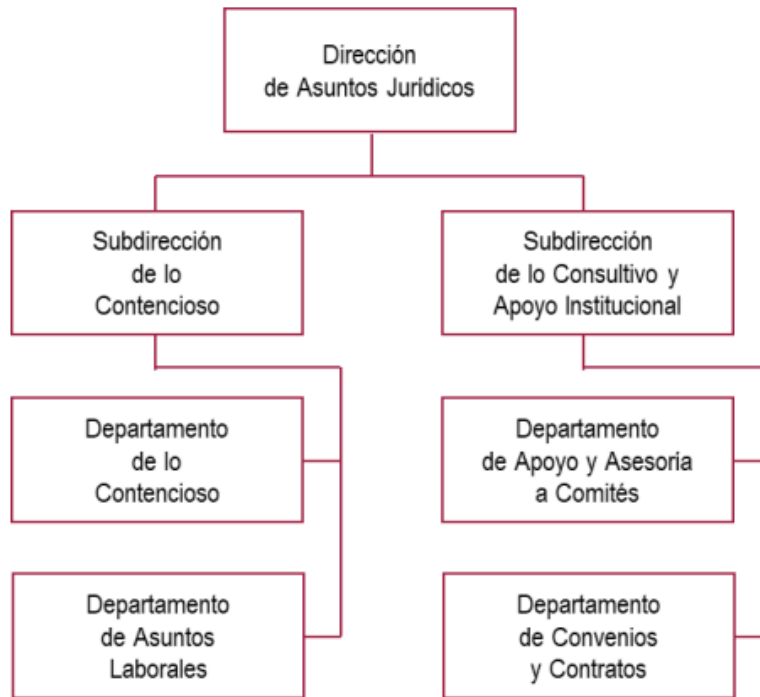 Dirección
de Asuntos Jurídicos
Subdirección
de lo
Contencioso
Subdirección
de lo Consultivo y
Apoyo Institucional
Departamento
de lo
Contencioso
Departamento
de Apoyo y Asesoría
a Comités
Departamento
de Asuntos
Laborales
Departamento
de Convenios
y Contratos